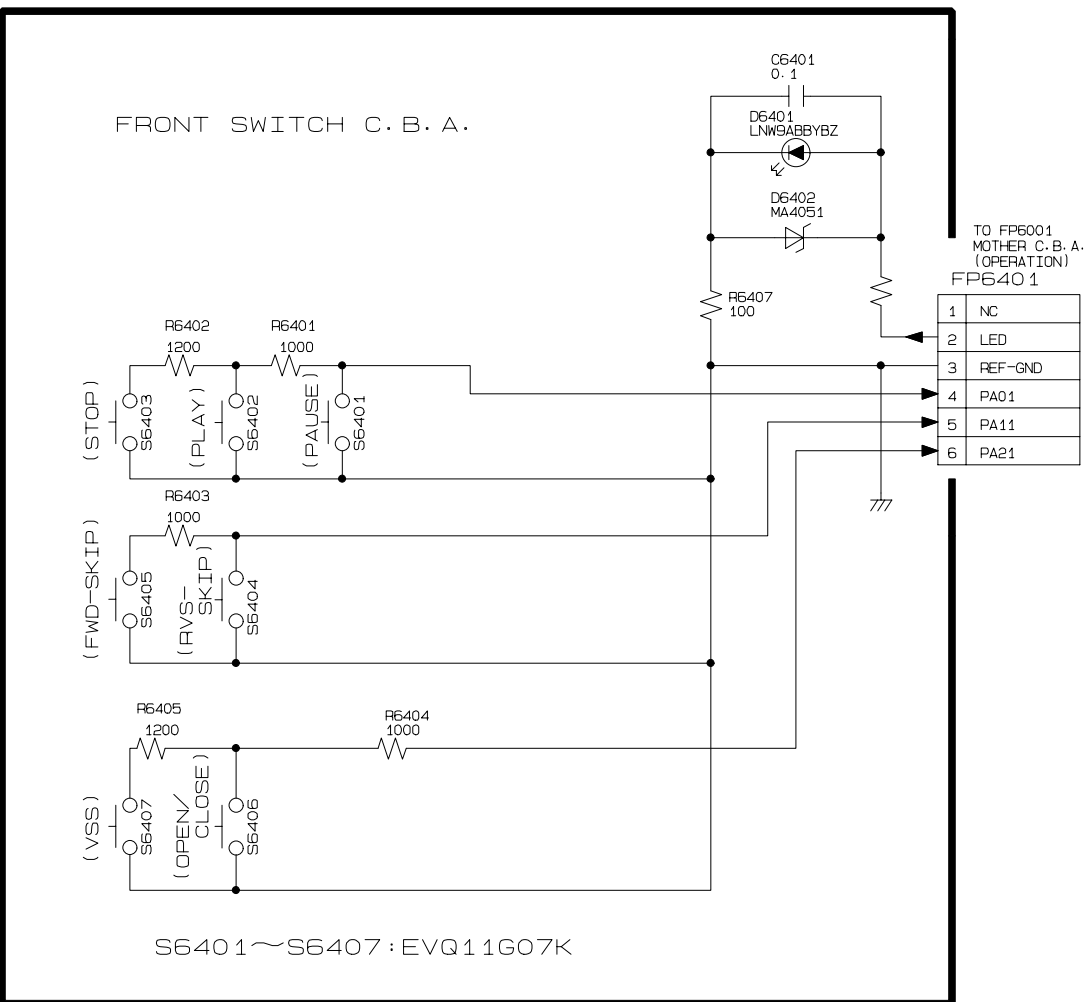 C6401
0.1
FRONT SWITCH C.B.A.
D6401
LNW9ABBYBZ
D6402
MA4051
TO FP6001
MOTHER C.B.A.
(OPERATION)
FP6401
1 NC
2 LED
3 REF-GND
4 PA01
5 PA11
6 PA21
R6407
100
R6402
1200
R6401
1000
(STOP)
S6403
(PLAY)
S6402
(PAUSE)
S6401
R6403
1000
(FWD-SKIP)
S6405
(RVS-
SKIP)
S6404
R6405
1200
R6404
1000
(VSS)
S6407
(OPEN/
CLOSE)
S6406
S6401~S6407:EVQ11G07K